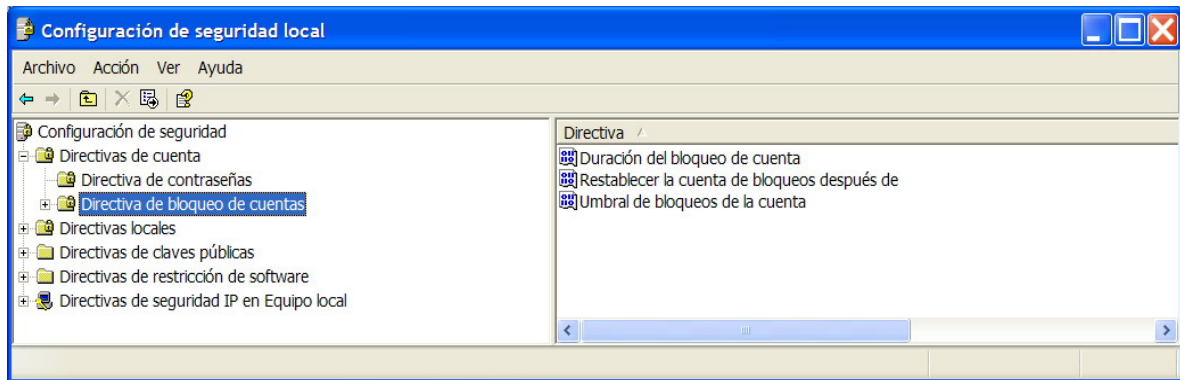 Configuración de seguridad local
Archivo Acción Ver Ayuda
Configuración de seguridad
Directivas de cuenta
Directiva de contraseñas
Directiva de bloqueo de cuentas
Directivas locales
Directivas de claves públicas
Directivas de restricción de software
Directivas de seguridad IP en Equipo local
Directiva
Duración del bloqueo de cuenta
Restablecer la cuenta de bloqueos después de
Umbral de bloqueos de la cuenta